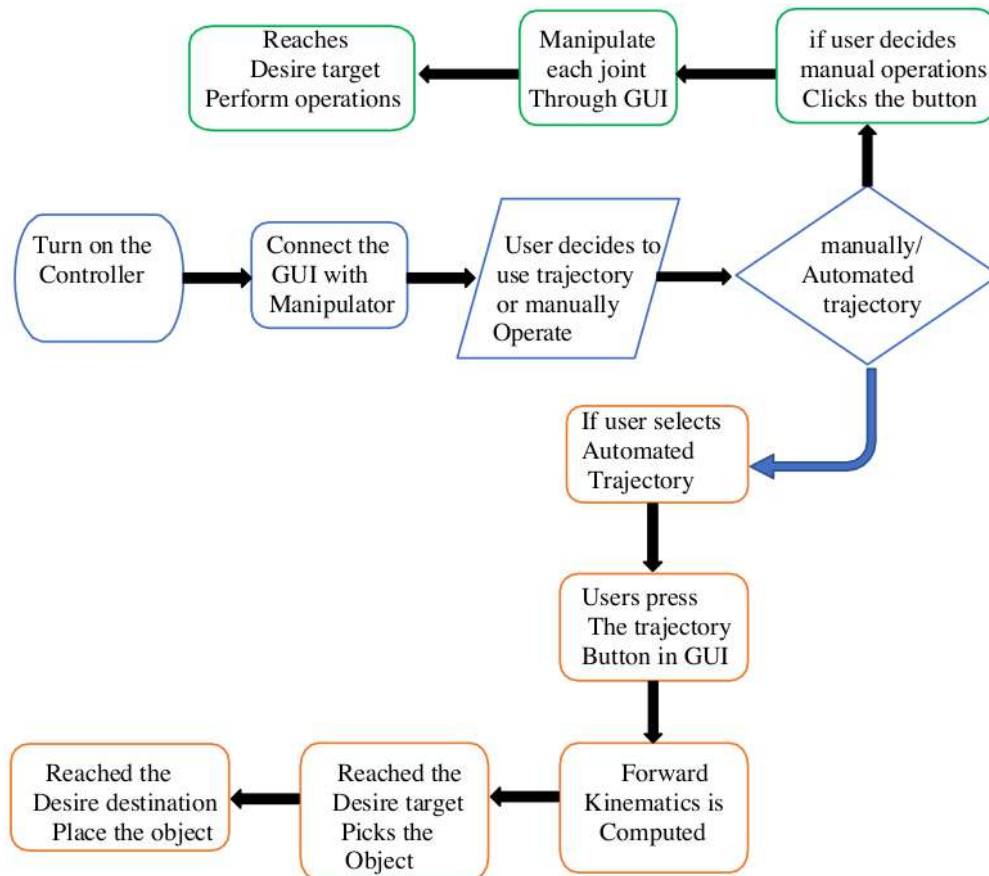 Reaches
Desire target
Perform operations
Manipulate
each joint
Through GUI
if user decides
manual operations
Clicks the button
Turn on the
Controller
Connect the
GUI with
Manipulator
User decides to
use trajectory
or manually
Operate
manually/
Automated
trajectory
If user selects
Automated
Trajectory
Users press
The trajectory
Button in GUI
Reached the
Desire destination
Place the object
Reached the
Desire target
Picks the
Object
Forward
Kinematics is
Computed